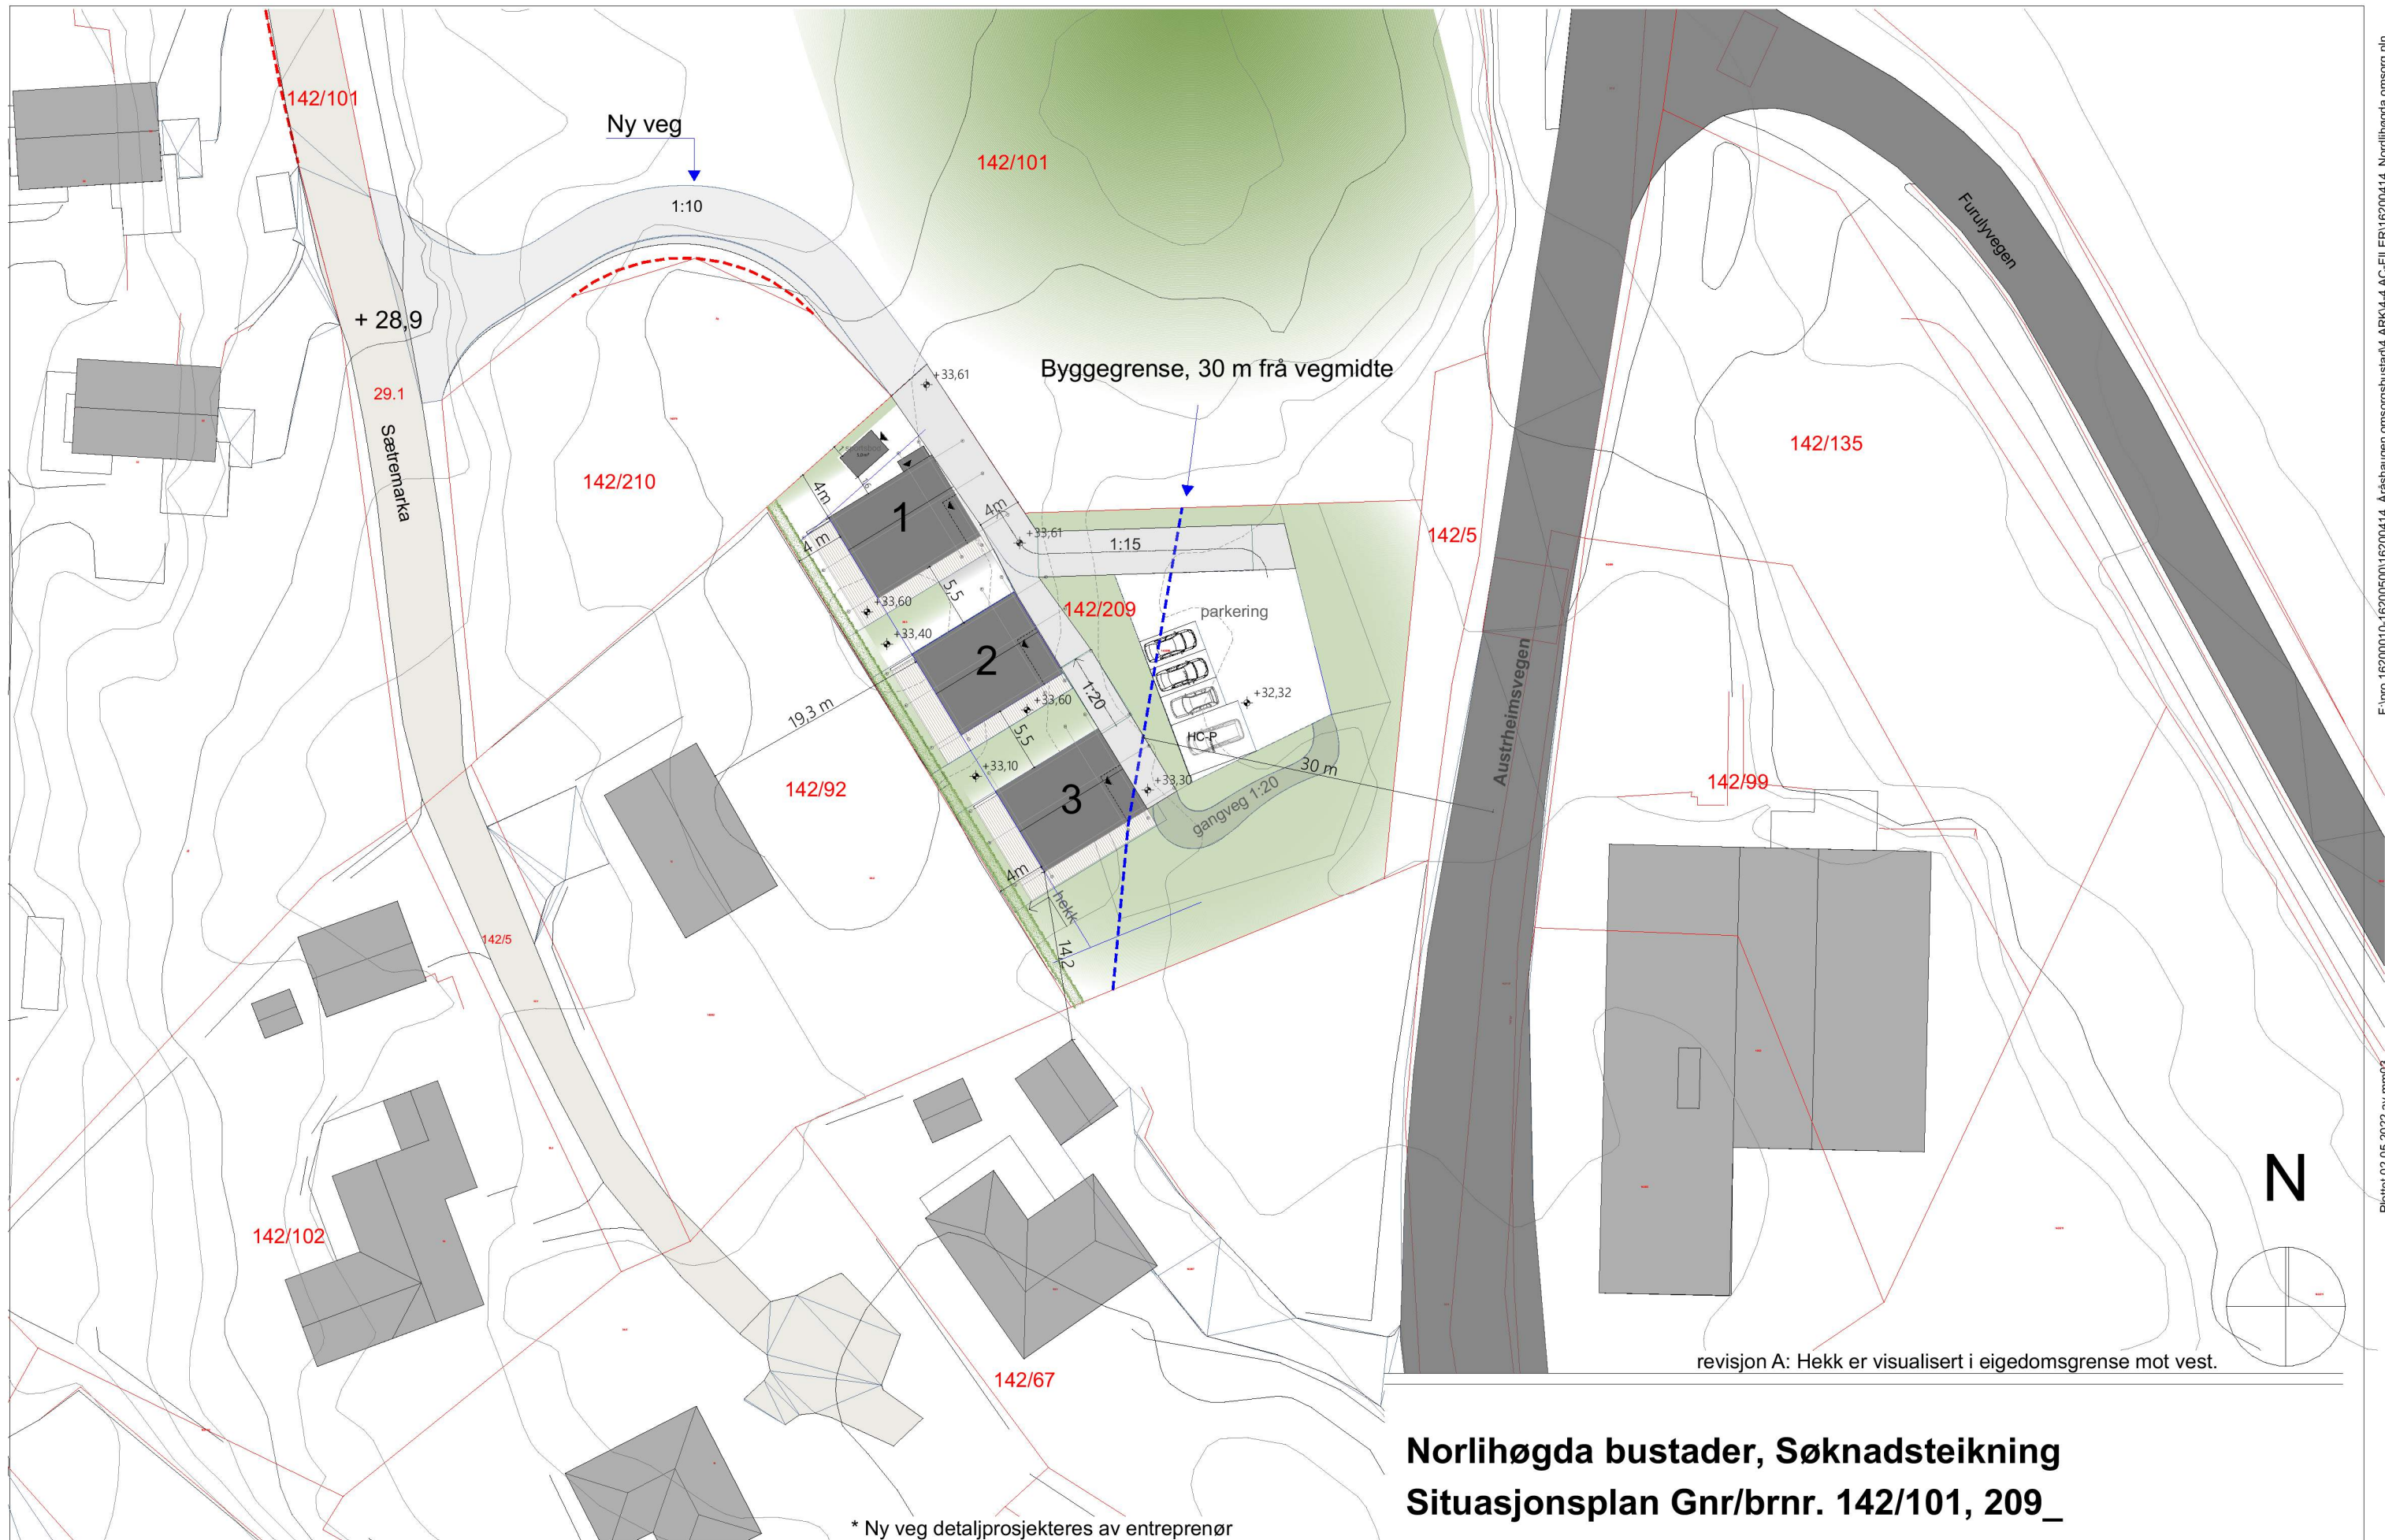 142/101
Ny veg
142/101
1:10
Furulyvegen
+ 28,9
+33,61
Byggegrense, 30 m frå vegmidte
29.1
Sætremarka
142/210
142/135
4m
1
4m
4 m
+33,61
1:15
142/5
5,5
+33,60
142/209
parkering
+33,40
2
1:20
+32,32
+33,60
19,3 m
5,5
HC-P
Austrheimsvegen
+33,10
3
+33,30
30 m
142/92
142/99
gangveg 1:20
4m
hekk
14,2
142/5
142/102
N
142/67
revisjon A: Hekk er visualisert i eigedomsgrense mot vest.
Norlihøgda bustader, Søknadsteikning
Situasjonsplan Gnr/brnr. 142/101, 209_
* Ny veg detaljprosjekteres av entreprenør